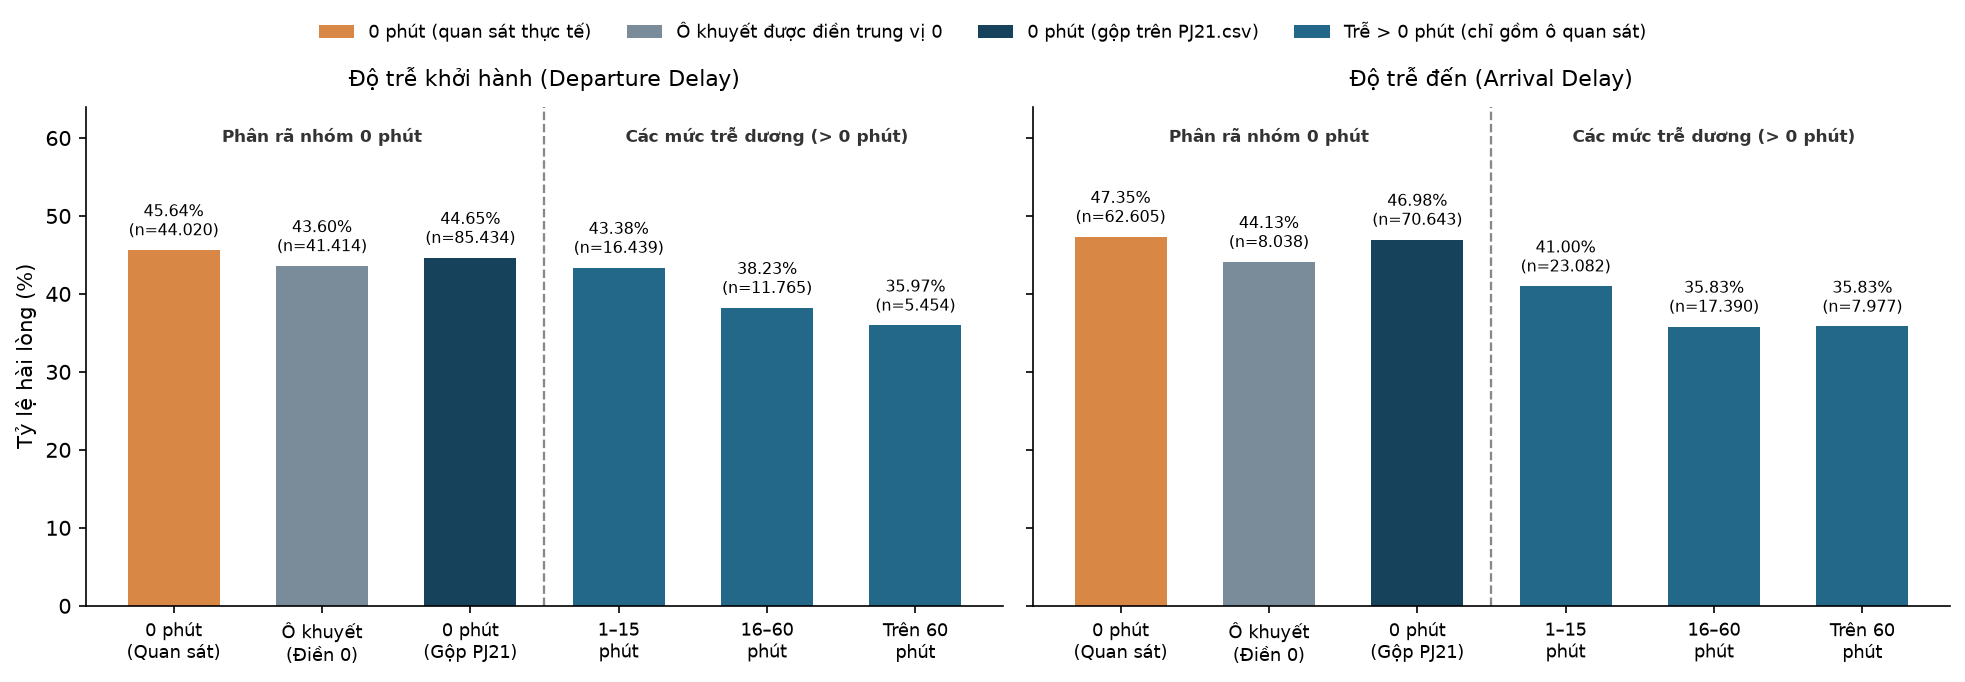 0 phút (quan sát thực tế)
Ô khuyết được điền trung vị 0
0 phút (gộp trên PJ21.csv)
Trễ > 0 phút (chỉ gồm ô quan sát)
Độ trễ khởi hành (Departure Delay)
Tỷ lệ hài lòng (%)
60
50
40
30
20
10
0
Phân rã nhóm 0 phút
Các mức trễ dương (> 0 phút)
45.64%
(n=44.020)
43.60%
(n=41.414)
44.65%
(n=85.434)
43.38%
(n=16.439)
38.23%
(n=11.765)
35.97%
(n=5.454)
0 phút
(Quan sát)
Ô khuyết
(Điền 0)
0 phút
(Gộp PJ21)
1–15
phút
16–60
phút
Trên 60
phút
Độ trễ đến (Arrival Delay)
Phân rã nhóm 0 phút
Các mức trễ dương (> 0 phút)
47.35%
(n=62.605)
44.13%
(n=8.038)
46.98%
(n=70.643)
41.00%
(n=23.082)
35.83%
(n=17.390)
35.83%
(n=7.977)
0 phút
(Quan sát)
Ô khuyết
(Điền 0)
0 phút
(Gộp PJ21)
1–15
phút
16–60
phút
Trên 60
phút